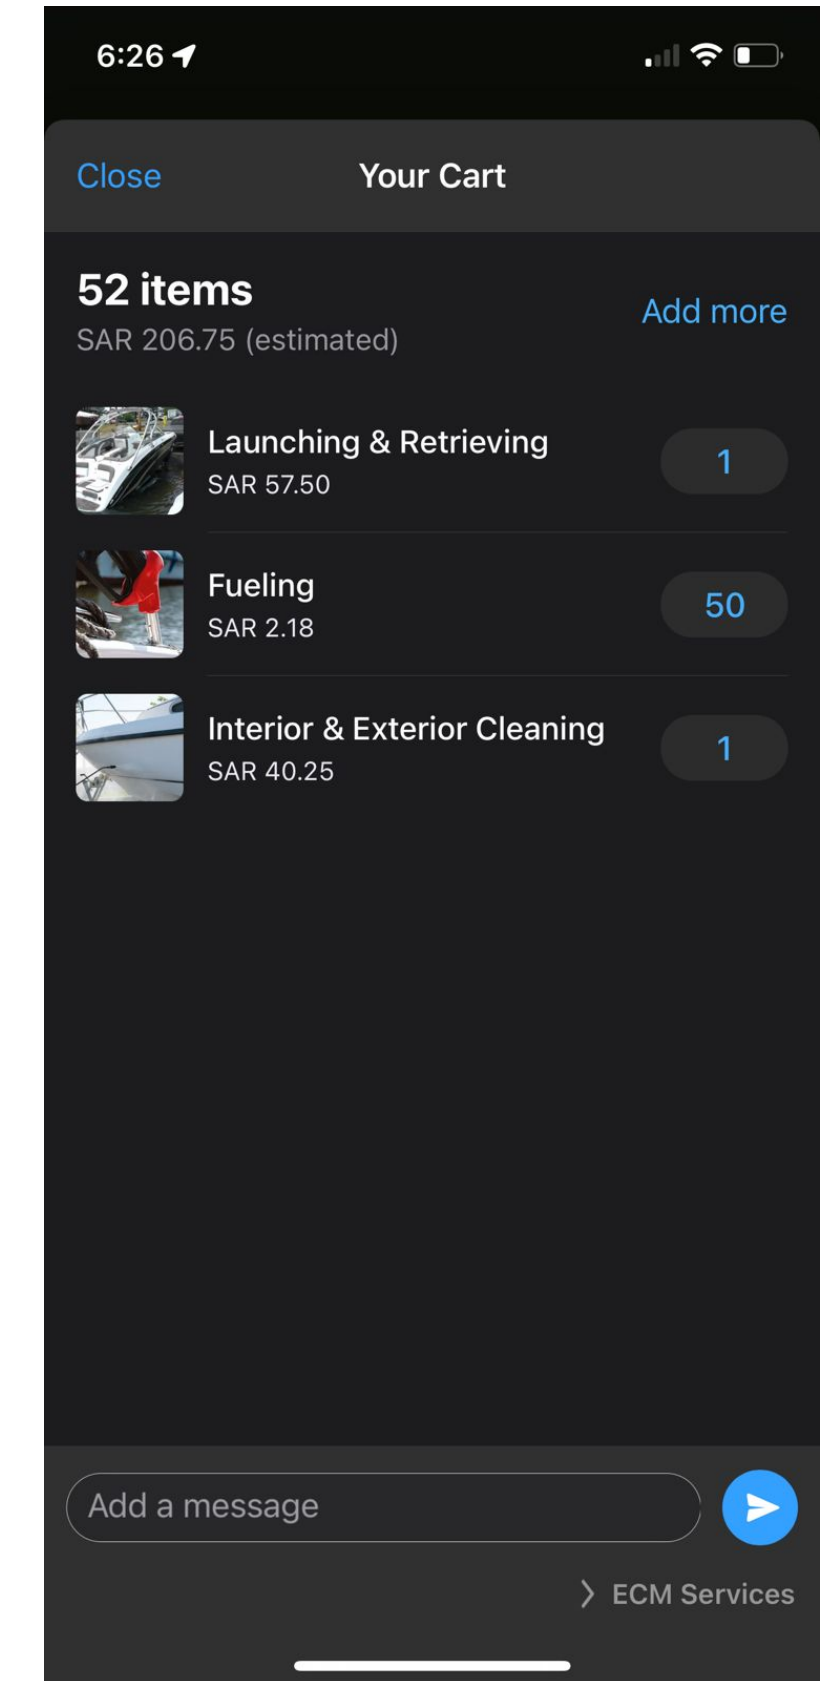 6:26
Close
Your Cart
52 items
SAR 206.75 (estimated)
Add more
Launching & Retrieving
SAR 57.50
1
Fueling
SAR 2.18
50
Interior & Exterior Cleaning
SAR 40.25
1
Add a message
ECM Services